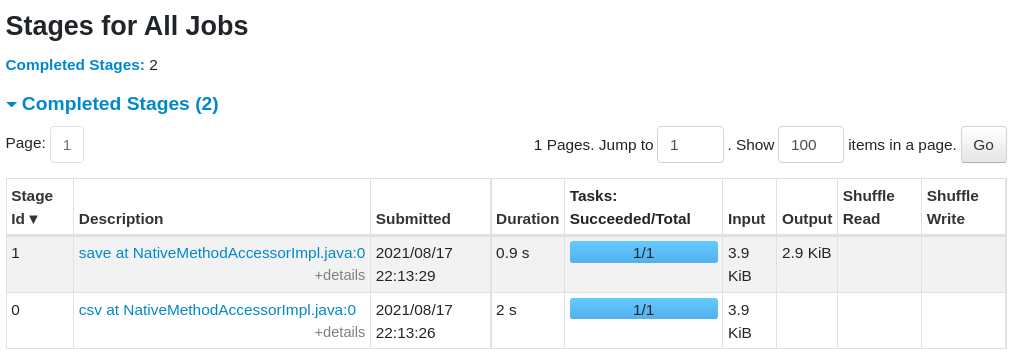 Stages for All Jobs
Completed Stages: 2
Completed Stages (2)
Page: 1 1 Pages. Jump to 1 . Show 100 items in a page. Go
Stage Id ▾ Description Submitted Duration Tasks: Succeeded/Total Input Output Shuffle Read Shuffle Write
1 save at NativeMethodAccessorImpl.java:0 2021/08/17 0.9 s 1/1 3.9 2.9 KiB
+details 22:13:29 KiB
0 csv at NativeMethodAccessorImpl.java:0 2021/08/17 2 s 1/1 3.9
+details 22:13:26 KiB